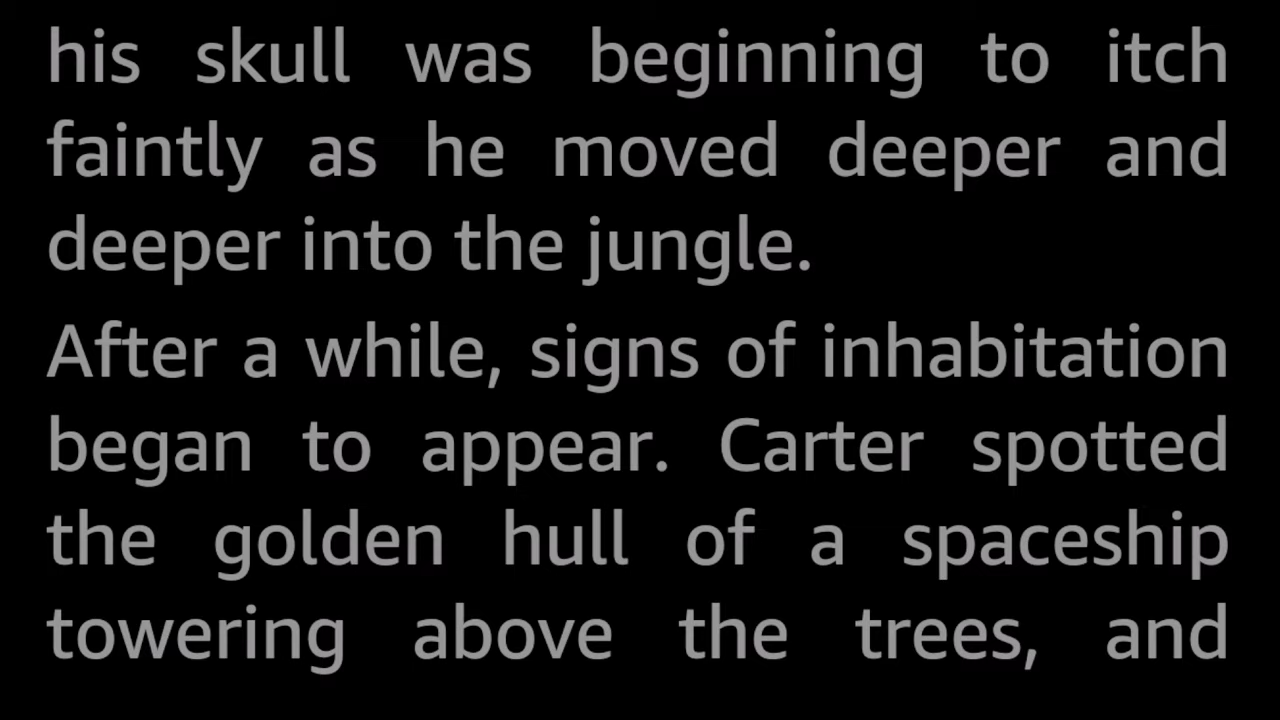 his skull was beginning to itch
faintly as he moved deeper and
deeper into the jungle.
After a while, signs of inhabitation
began to appear. Carter spotted
the golden hull of a spaceship
towering above the trees, and